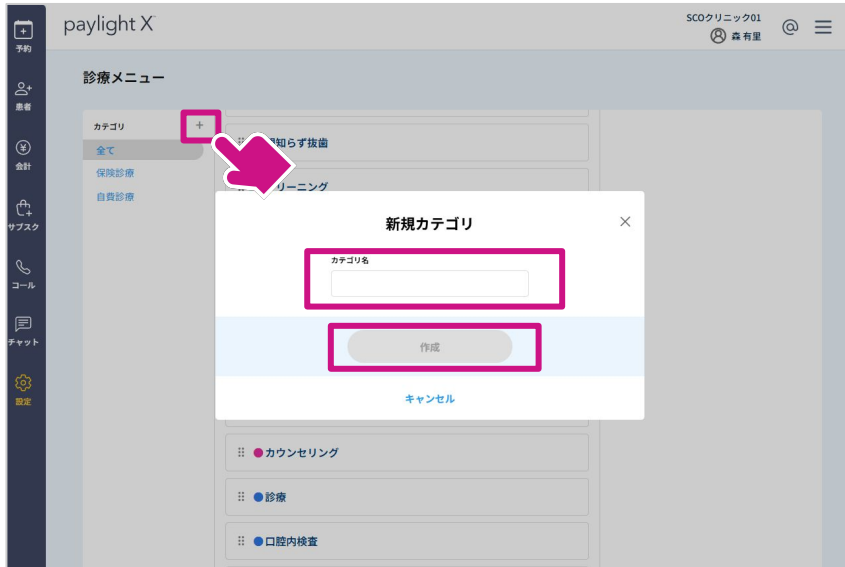 paylight X
SCOクリニック01
森 有里
予約
患者
会計
サブスク
コール
チャット
設定
診療メニュー
カテゴリ
全て
保険診療
自費診療
知らず抜歯
リーニング
新規カテゴリ
カテゴリ名
作成
キャンセル
カウンセリング
診療
口腔内検査